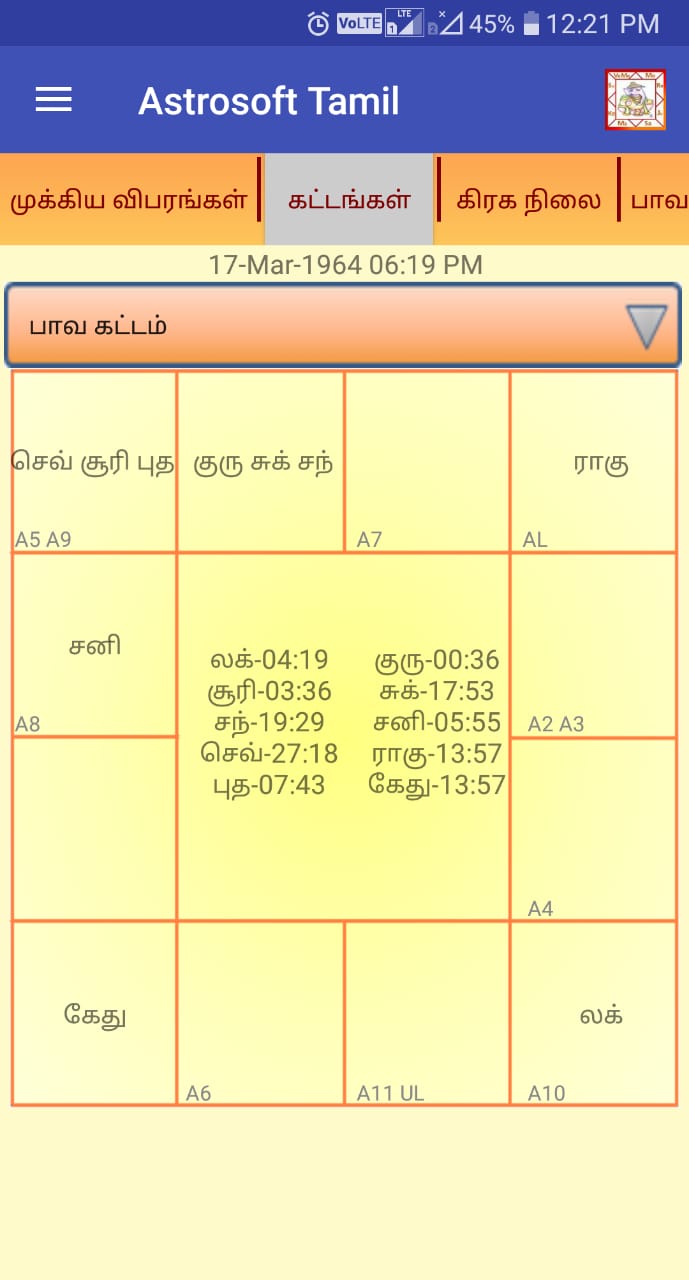 VoLTE LTE 1 2 45% 12:21 PM
Astrosoft Tamil
முக்கிய விபரங்கள் கட்டங்கள் கிரக நிலை பாவ
17-Mar-1964 06:19 PM
பாவ கட்டம்
செவ் சூரி புத குரு சுக் சந் ராகு
A5 A9 A7 AL
சனி
A8 A2 A3
லக்-04:19 குரு-00:36
சூரி-03:36 சுக்-17:53
சந்-19:29 சனி-05:55
செவ்-27:18 ராகு-13:57
புத-07:43 கேது-13:57
A4
கேது லக்
A6 A11 UL A10